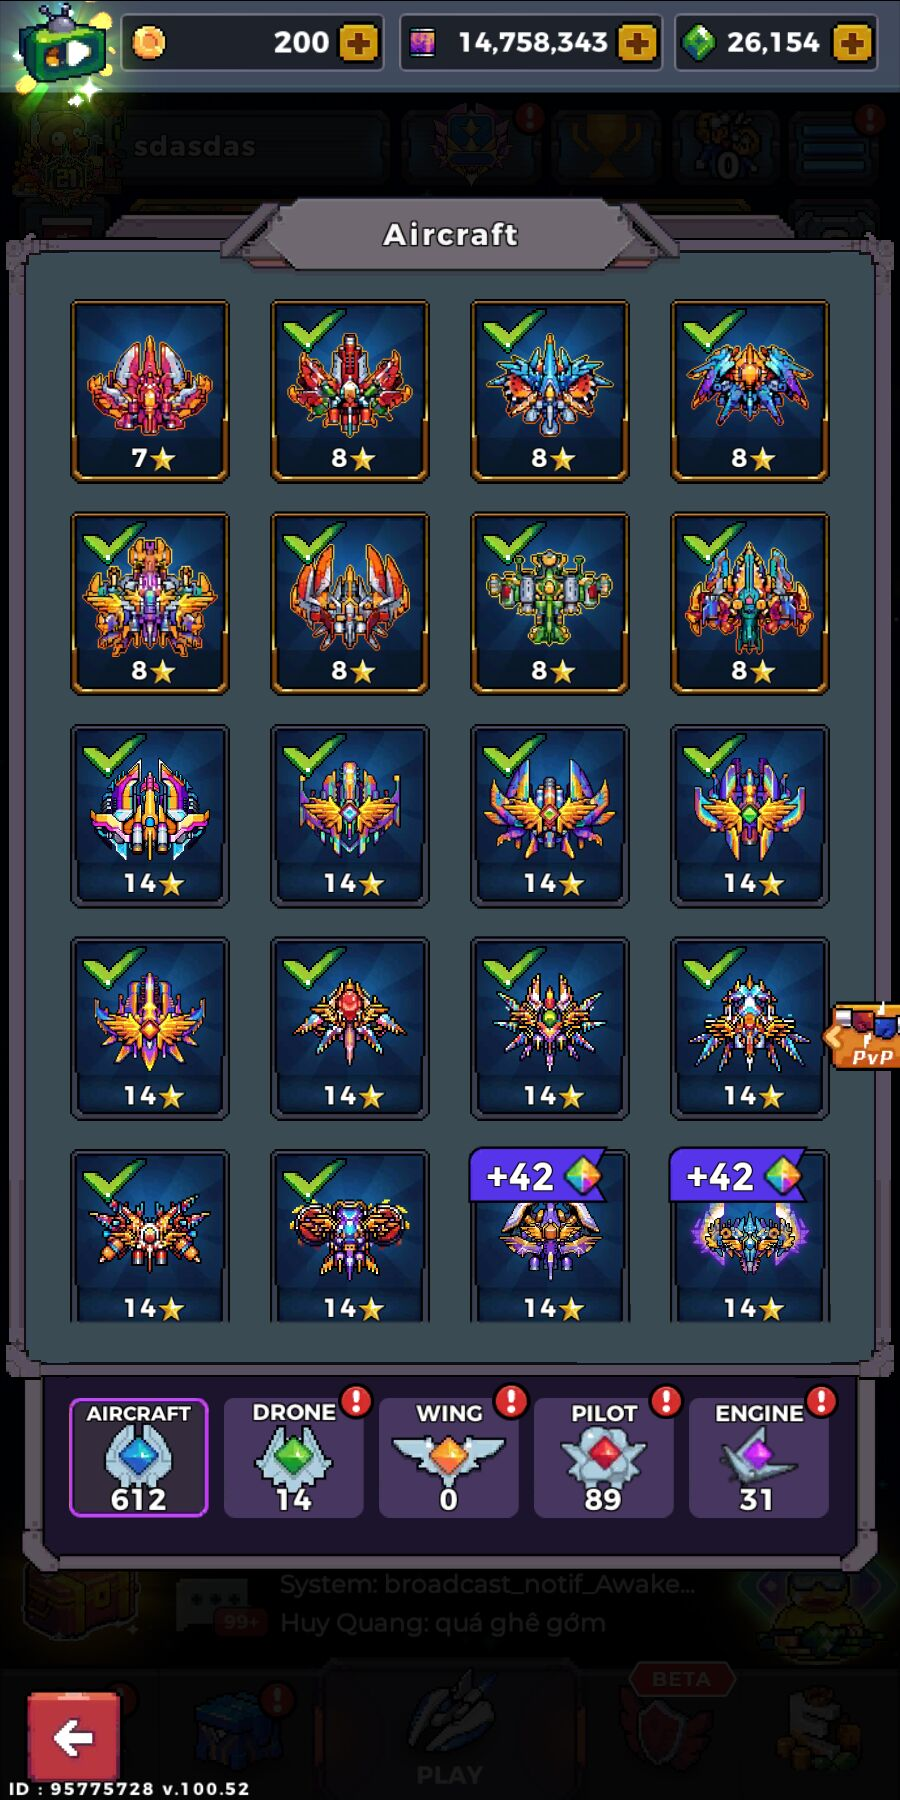 200
14,758,343
26,154
sdasdas
21
0
Aircraft
7
8
8
8
8
8
8
8
14
14
14
14
14
14
14
14
PvP
+42
+42
14
14
14
14
AIRCRAFT
DRONE
WING
PILOT
ENGINE
612
14
0
89
31
System: broadcast_notif_Awake...
99+
Huy Quang: quá ghê gớm
BETA
PLAY
ID : 95775728 v.100.52